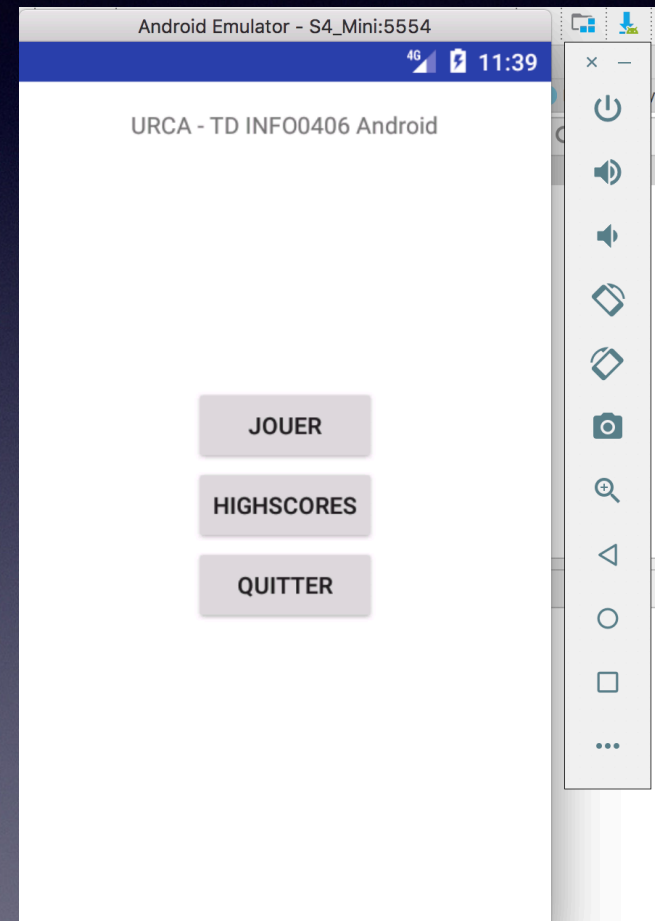 Android Emulator - S4_Mini:5554
4G 11:39
URCA - TD INFO0406 Android
JOUER
HIGHSCORES
QUITTER